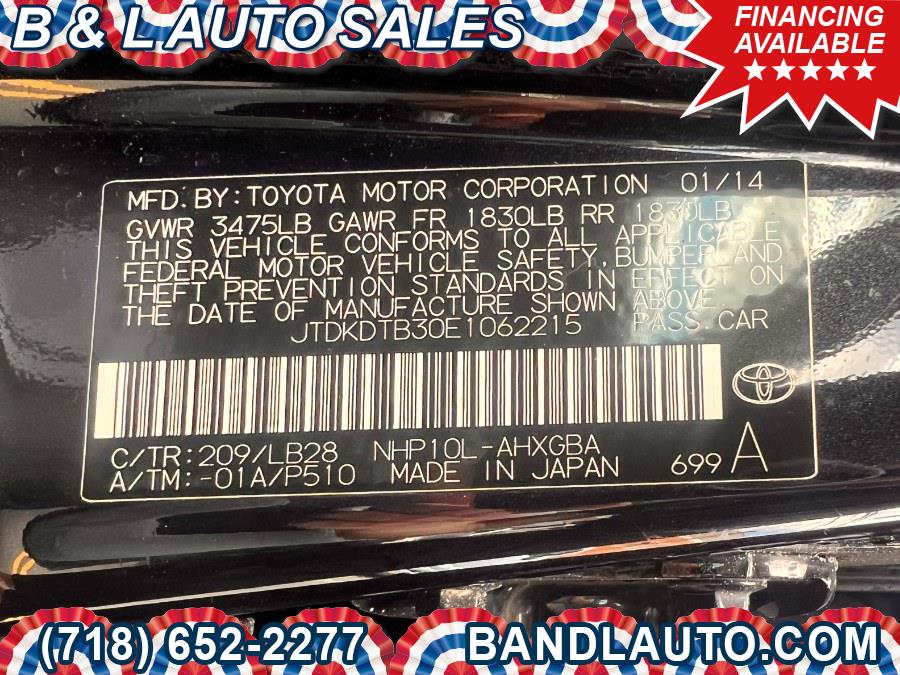 B & L AUTO SALES
FINANCING
AVAILABLE
MFD. BY: TOYOTA MOTOR CORPORATION 01/14
GVWR 3475LB GAWR FR 1830LB RR 1830LB
THIS VEHICLE CONFORMS TO ALL APPLICABLE
FEDERAL MOTOR VEHICLE SAFETY, BUMPER, AND
THEFT PREVENTION STANDARDS IN EFFECT ON
THE DATE OF MANUFACTURE SHOWN ABOVE.
JTDKDTB30E1062215 PASS. CAR
C/TR: 209/LB28 NHP10L-AHXGBA
A/TM: -01A/P510 MADE IN JAPAN 699 A
(718) 652-2277 BANDLAUTO.COM